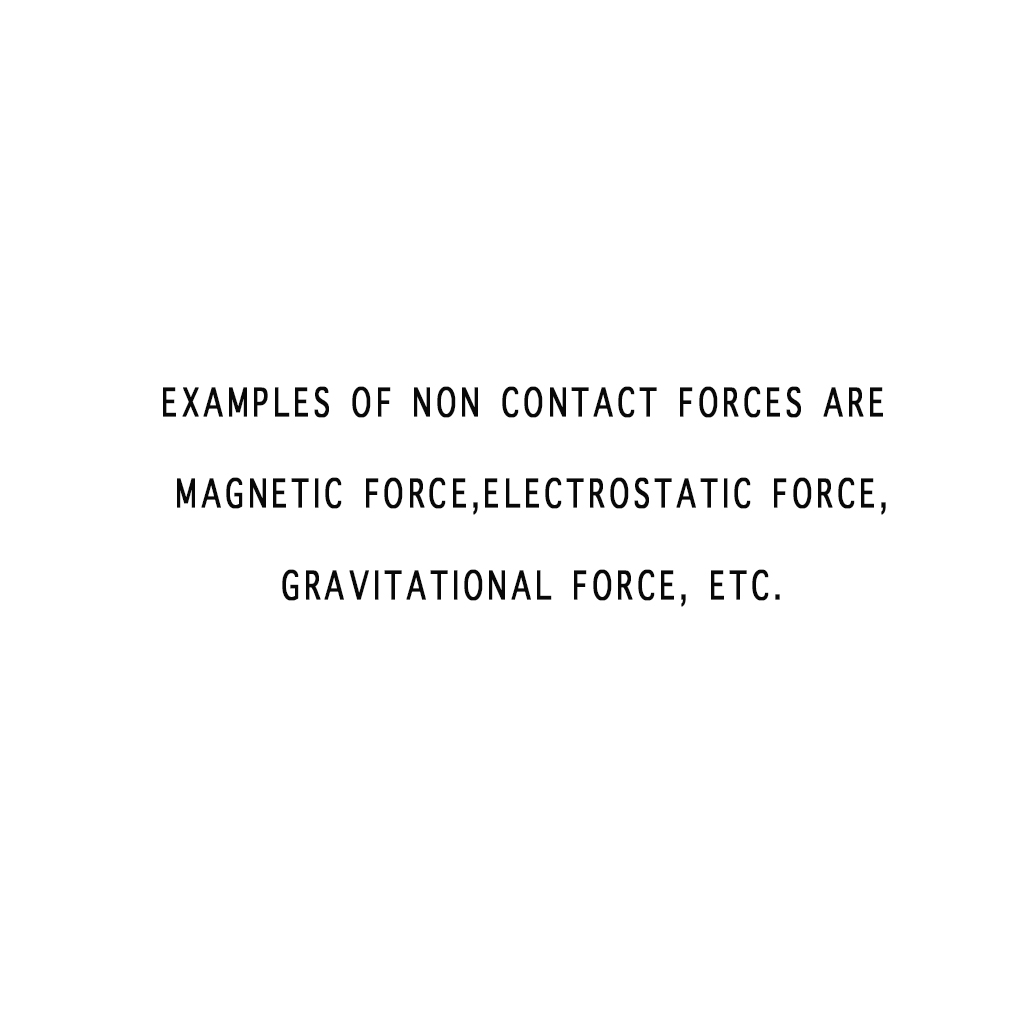 EXAMPLES OF NON CONTACT FORCES ARE
MAGNETIC FORCE,ELECTROSTATIC FORCE,
GRAVITATIONAL FORCE, ETC.